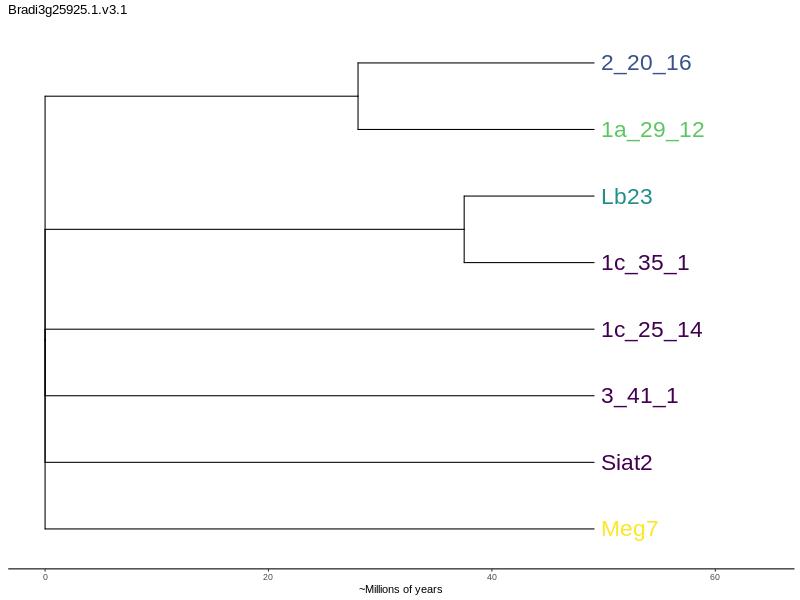 Bradi3g25925.1.v3.1
2_20_16
1a_29_12
Lb23
1c_35_1
1c_25_14
3_41_1
Siat2
Meg7
0 20 40 60
~Millions of years